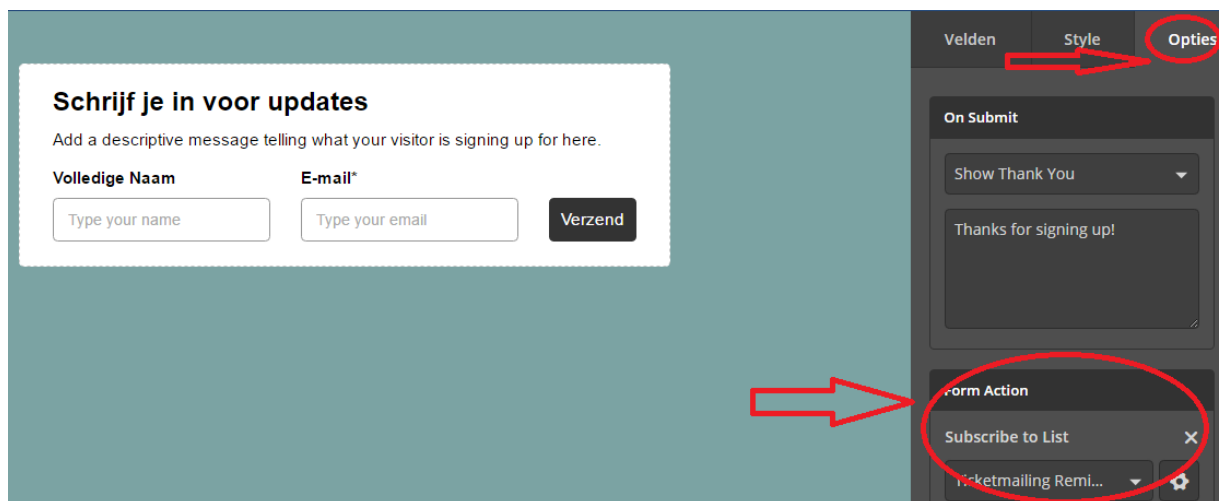 Velden Style Opties
Schrijf je in voor updates
Add a descriptive message telling what your visitor is signing up for here.
Volledige Naam E-mail*
Type your name Type your email Verzend
On Submit
Show Thank You
Thanks for signing up!
Form Action
Subscribe to List
Ticketmailing Remi...